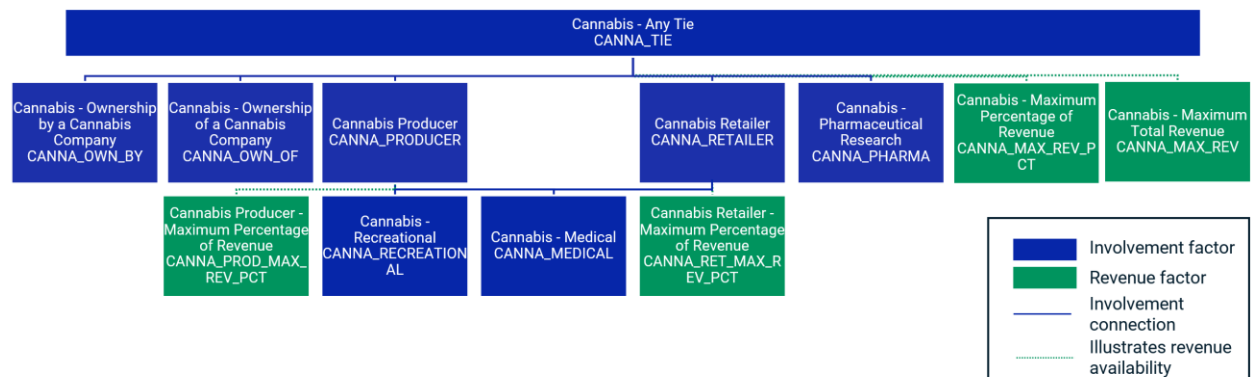 Cannabis - Any Tie
CANNA_TIE
Cannabis - Ownership
by a Cannabis
Company
CANNA_OWN_BY
Cannabis - Ownership
of a Cannabis
Company
CANNA_OWN_OF
Cannabis Producer
CANNA_PRODUCER
Cannabis Retailer
CANNA_RETAILER
Cannabis -
Pharmaceutical
Research
CANNA_PHARMA
Cannabis - Maximum
Percentage of
Revenue
CANNA_MAX_REV_P
CT
Cannabis - Maximum
Total Revenue
CANNA_MAX_REV
Cannabis Producer -
Maximum Percentage
of Revenue
CANNA_PROD_MAX_
REV_PCT
Cannabis -
Recreational
CANNA_RECREATION
AL
Cannabis - Medical
CANNA_MEDICAL
Cannabis Retailer -
Maximum Percentage
of Revenue
CANNA_RET_MAX_R
EV_PCT
Involvement factor
Revenue factor
Involvement
connection
Illustrates revenue
availability